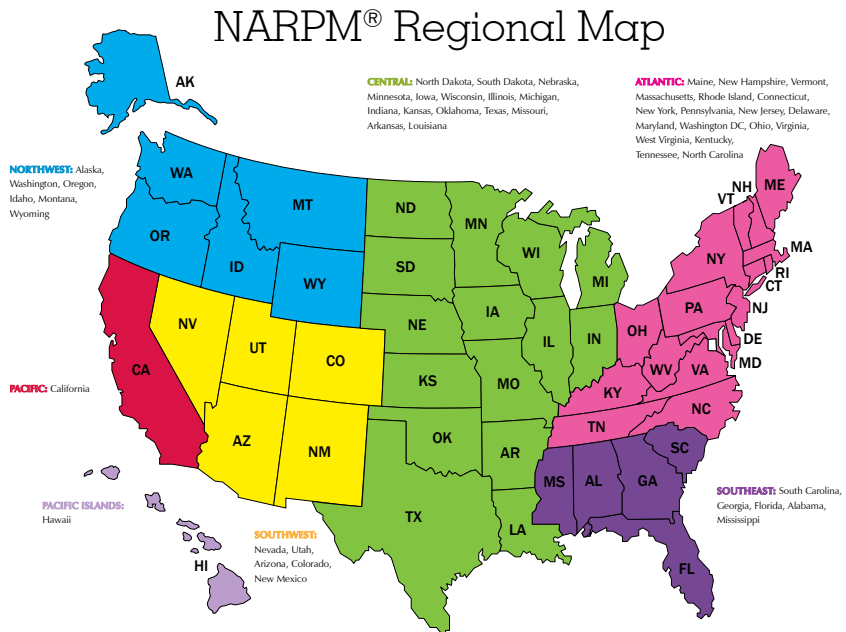 NARPM® Regional Map
AK
CENTRAL: North Dakota, South Dakota, Nebraska,
Minnesota, Iowa, Wisconsin, Illinois, Michigan,
Indiana, Kansas, Oklahoma, Texas, Missouri,
Arkansas, Louisiana
ATLANTIC: Maine, New Hampshire, Vermont,
Massachusetts, Rhode Island, Connecticut,
New York, Pennsylvania, New Jersey, Delaware,
Maryland, Washington DC, Ohio, Virginia,
West Virginia, Kentucky,
Tennessee, North Carolina
NORTHWEST: Alaska,
Washington, Oregon,
Idaho, Montana,
Wyoming
WA
OR
ID
MT
WY
ND
SD
NE
KS
OK
TX
MN
IA
MO
AR
LA
WI
IL
MI
IN
OH
KY
TN
WV
VA
NC
PA
NY
VT
NH
ME
MA
RI
CT
NJ
DE
MD
NV
UT
CO
AZ
NM
CA
PACIFIC: California
MS
AL
GA
SC
FL
SOUTHEAST: South Carolina,
Georgia, Florida, Alabama,
Mississippi
PACIFIC ISLANDS:
Hawaii
HI
SOUTHWEST:
Nevada, Utah,
Arizona, Colorado,
New Mexico